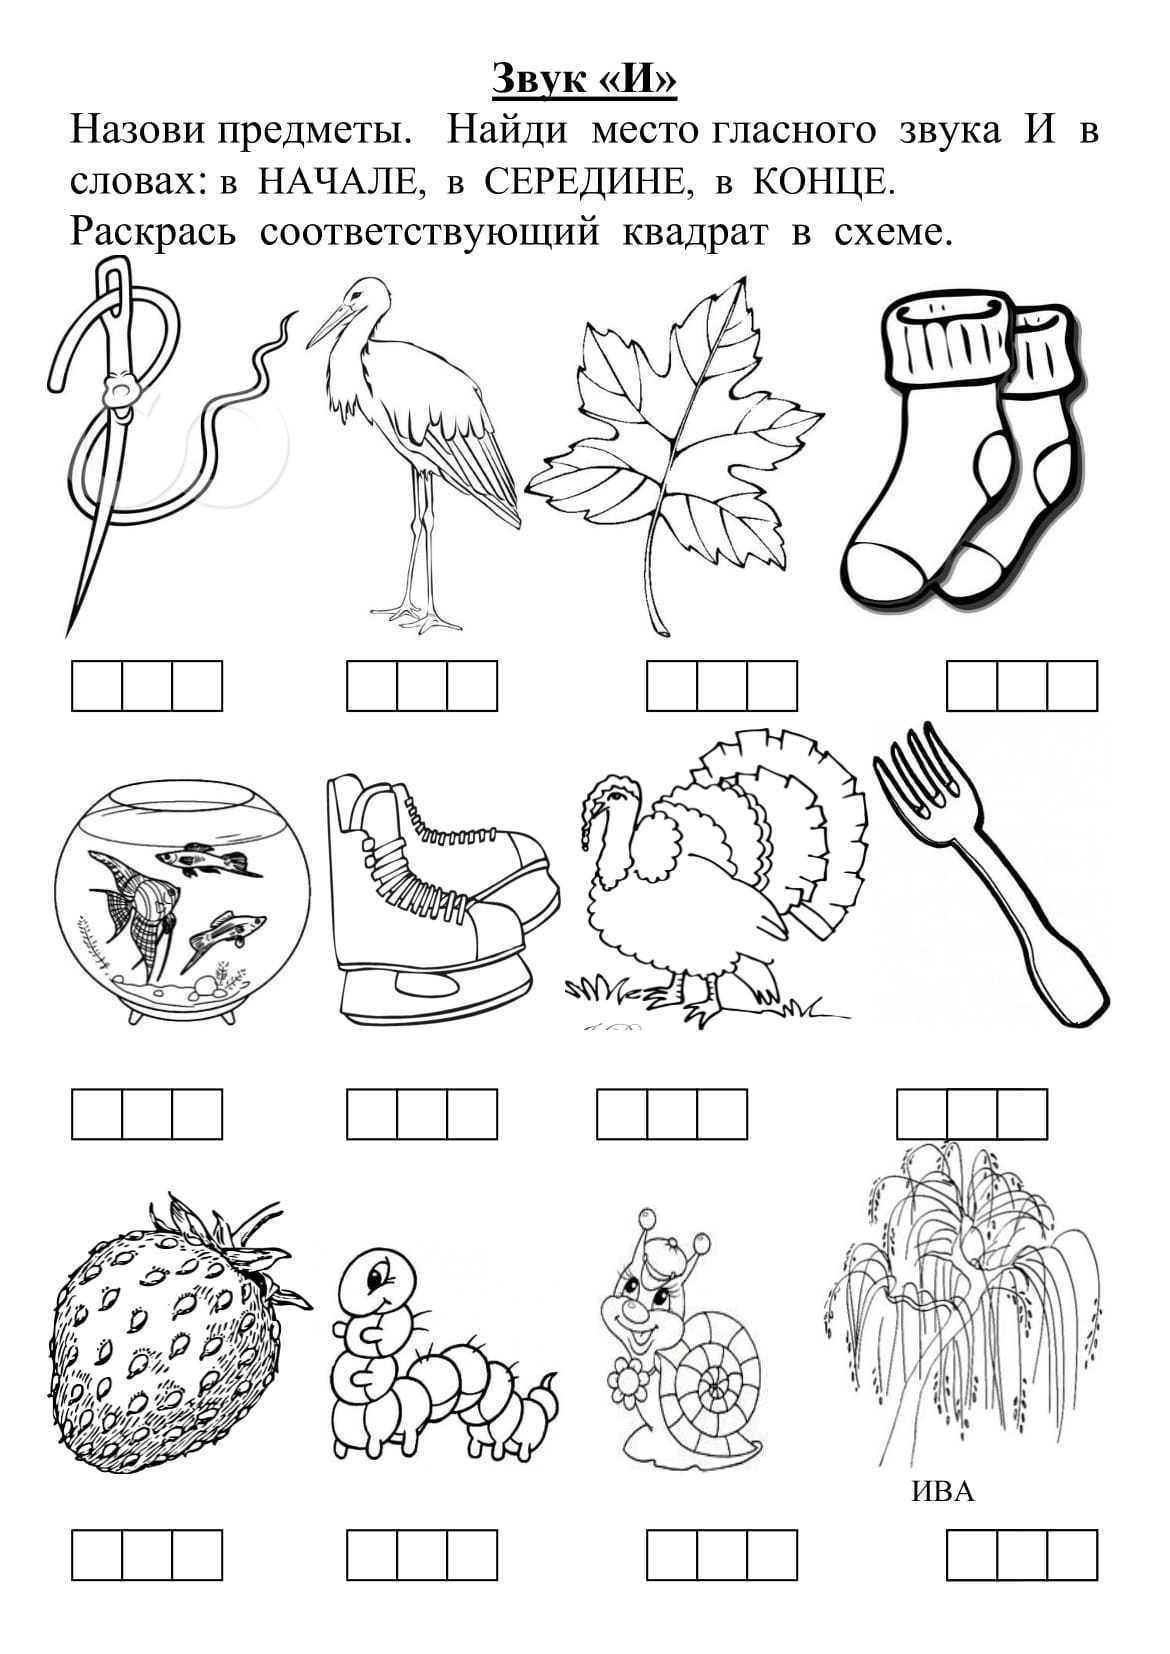 Звук «И»
Назови предметы. Найди место гласного звука И в
словах: в НАЧАЛЕ, в СЕРЕДИНЕ, в КОНЦЕ.
Раскрась соответствующий квадрат в схеме.
ИВА